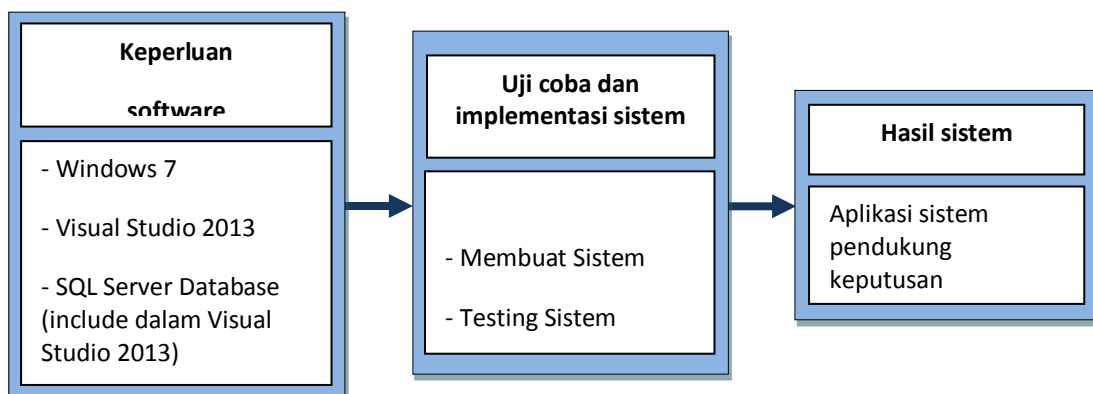 Keperluan
software
- Windows 7
- Visual Studio 2013
- SQL Server Database
(include dalam Visual
Studio 2013)
Uji coba dan
implementasi sistem
- Membuat Sistem
- Testing Sistem
Hasil sistem
Aplikasi sistem
pendukung
keputusan